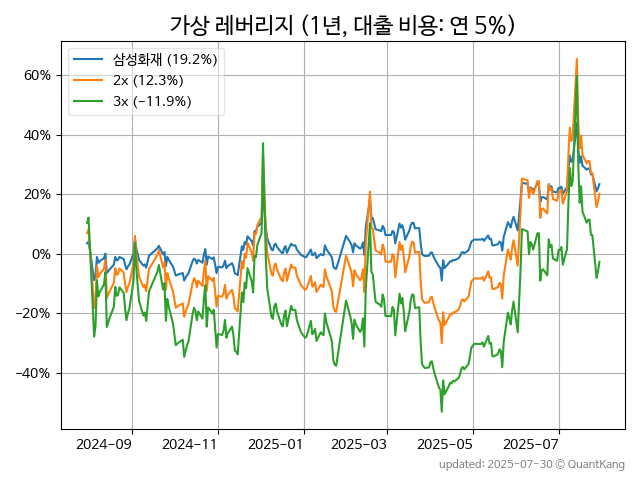 가상 레버리지 (1년, 대출 비용: 연 5%)
삼성화재 (19.2%)
2x (12.3%)
3x (−11.9%)
60%
40%
20%
0%
−20%
−40%
2024-09 2024-11 2025-01 2025-03 2025-05 2025-07
updated: 2025-07-30 © QuantKang